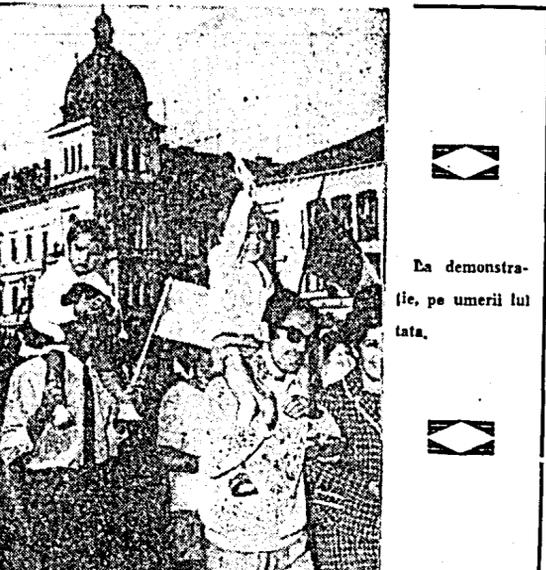 La demonstra-
ție, pe umerii lui
tata.